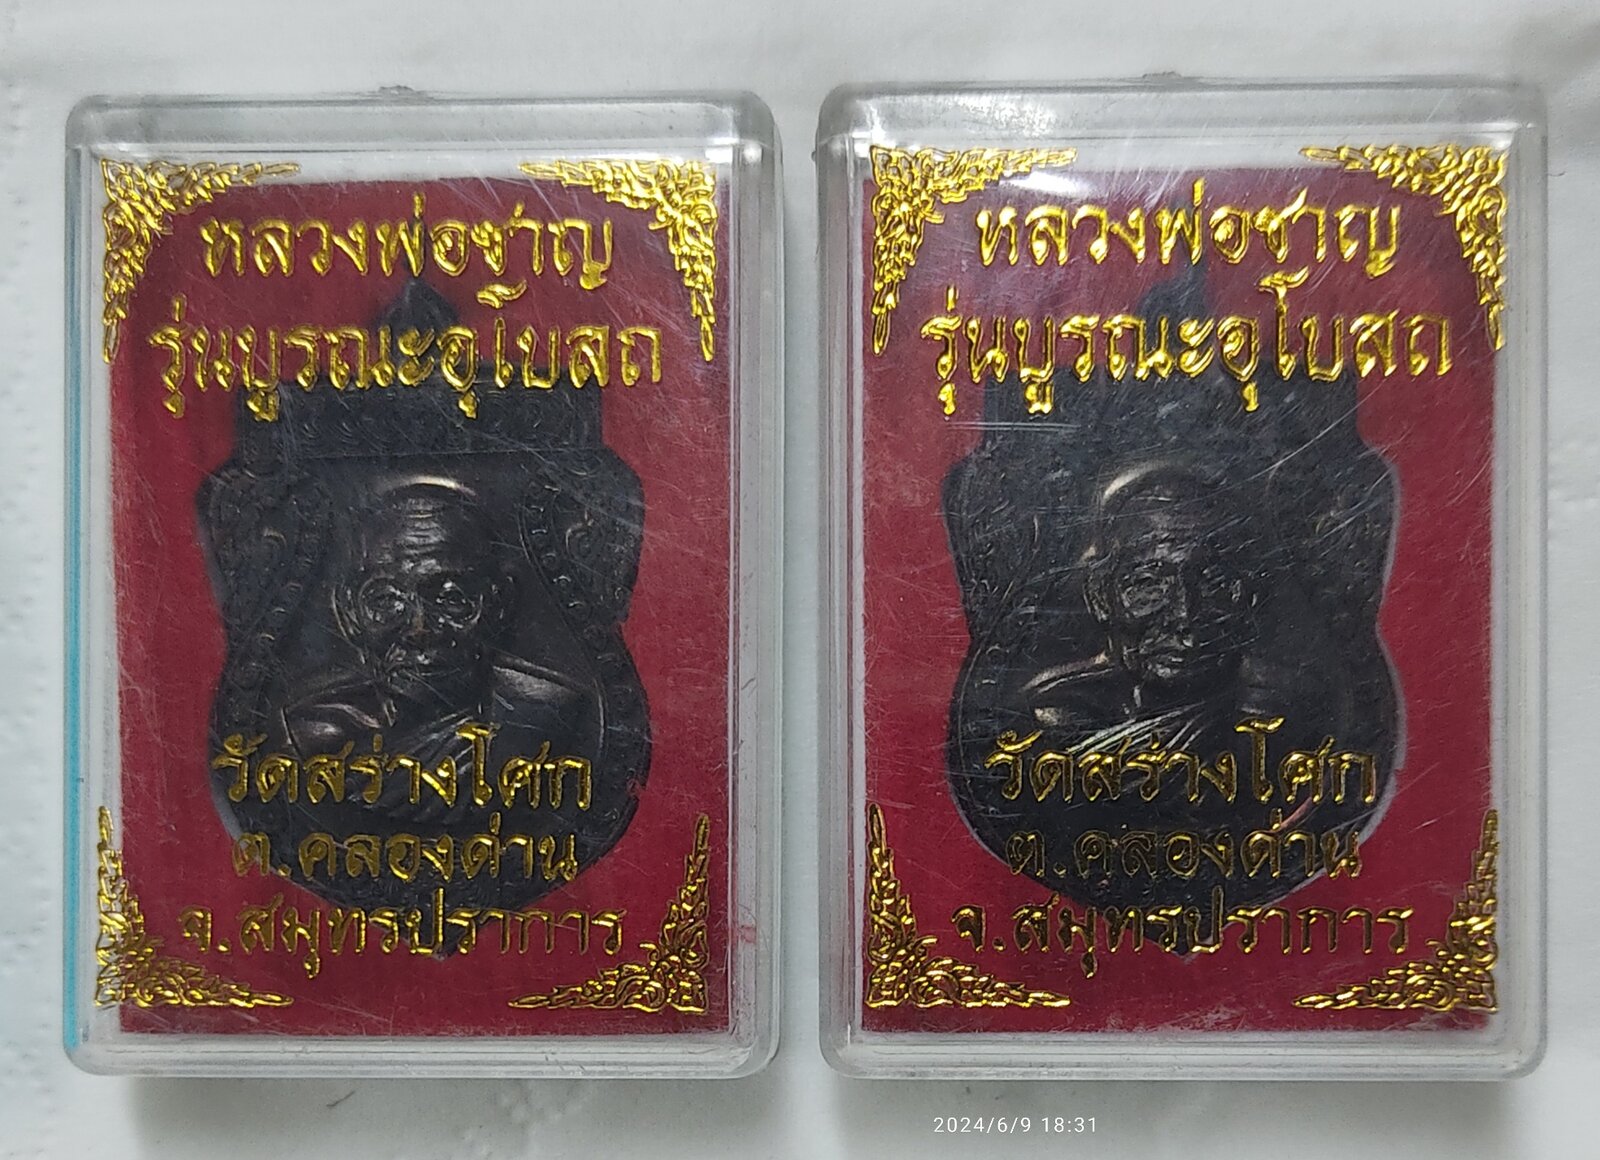 หลวงพ่อชาญ
รุ่นบูรณะอุโบสถ
วัดสร่างโศก
ต.คลองด่าน
จ.สมุทรปราการ
หลวงพ่อชาญ
รุ่นบูรณะอุโบสถ
วัดสร่างโศก
ต.คลองด่าน
จ.สมุทรปราการ
2024/6/9 18:31